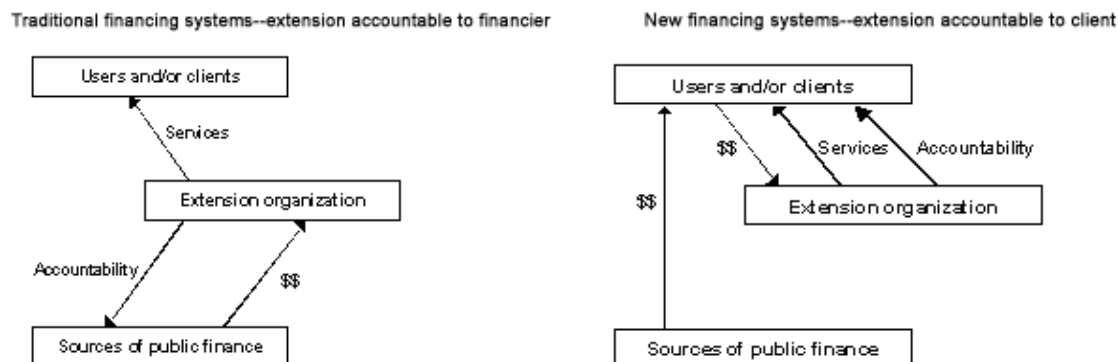 Traditional financing systems--extension accountable to financier
Users and/or clients
Services
Extension organization
Accountability
$$
Sources of public finance
New financing systems--extension accountable to client
Users and/or clients
$$
Services
Accountability
Extension organization
$$
Sources of public finance